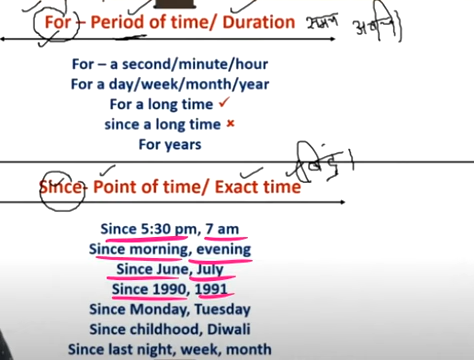 For - Period of time/ Duration समय अवधि
For – a second/minute/hour
For a day/week/month/year
For a long time ✓
since a long time ×
For years
बिंदु
Since- Point of time/ Exact time
Since 5:30 pm, 7 am
Since morning, evening
Since June, July
Since 1990, 1991
Since Monday, Tuesday
Since childhood, Diwali
Since last night, week, month